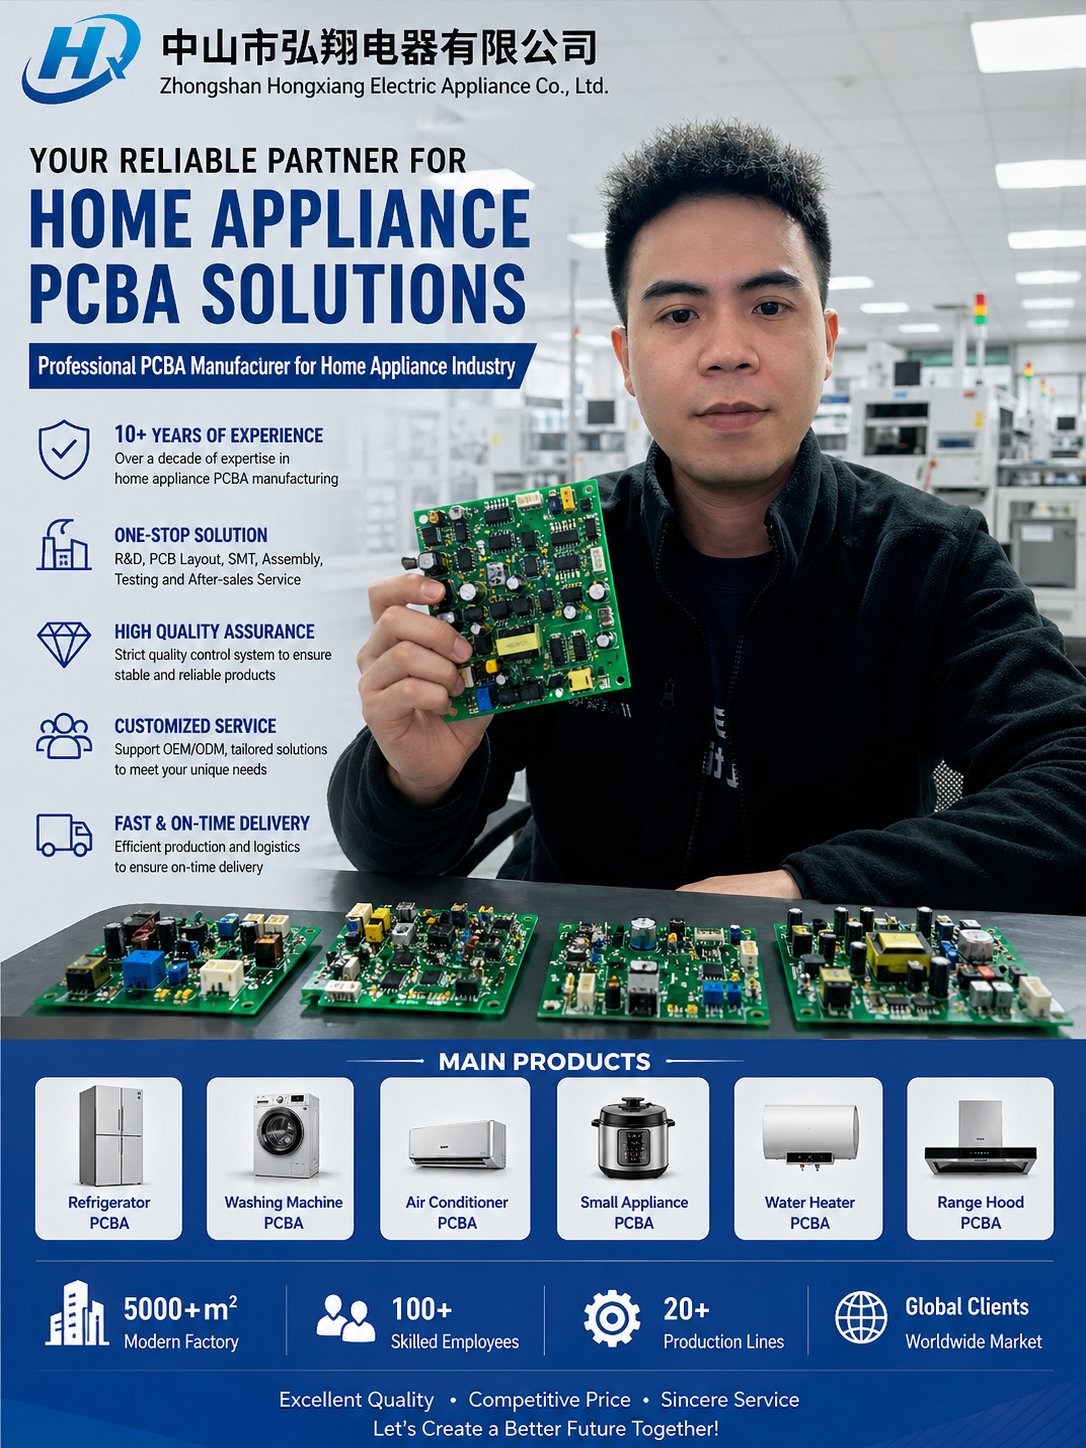 HQ
中山市弘翔电器有限公司
Zhongshan Hongxiang Electric Appliance Co., Ltd.
YOUR RELIABLE PARTNER FOR
HOME APPLIANCE
PCBA SOLUTIONS
Professional PCBA Manufacurer for Home Appliance Industry
10+ YEARS OF EXPERIENCE
Over a decade of expertise in
home appliance PCBA manufacturing
ONE-STOP SOLUTION
R&D, PCB Layout, SMT, Assembly,
Testing and After-sales Service
HIGH QUALITY ASSURANCE
Strict quality control system to ensure
stable and reliable products
CUSTOMIZED SERVICE
Support OEM/ODM, tailored solutions
to meet your unique needs
FAST & ON-TIME DELIVERY
Efficient production and logistics
to ensure on-time delivery
MAIN PRODUCTS
Refrigerator
PCBA
Washing Machine
PCBA
Air Conditioner
PCBA
Small Appliance
PCBA
Water Heater
PCBA
Range Hood
PCBA
5000+m²
Modern Factory
100+
Skilled Employees
20+
Production Lines
Global Clients
Worldwide Market
Excellent Quality • Competitive Price • Sincere Service
Let's Create a Better Future Together!